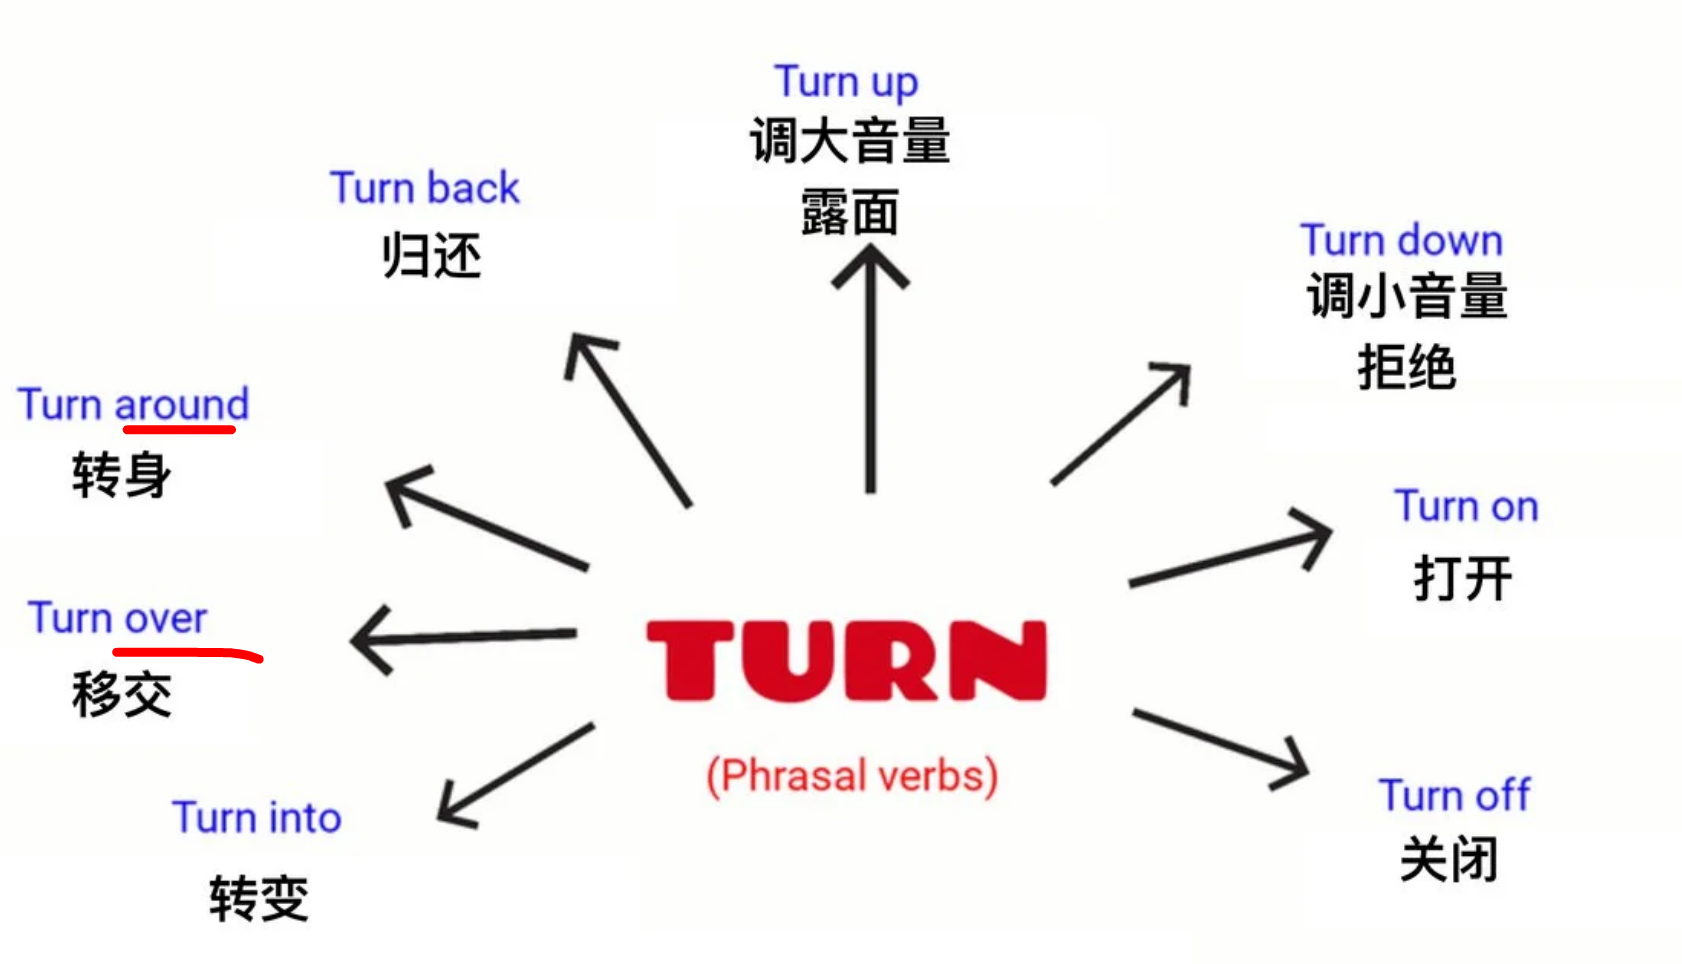 Turn up
调大音量
露面
Turn back
归还
Turn down
调小音量
拒绝
Turn around
转身
Turn on
打开
Turn over
移交
TURN
(Phrasal verbs)
Turn into
转变
Turn off
关闭